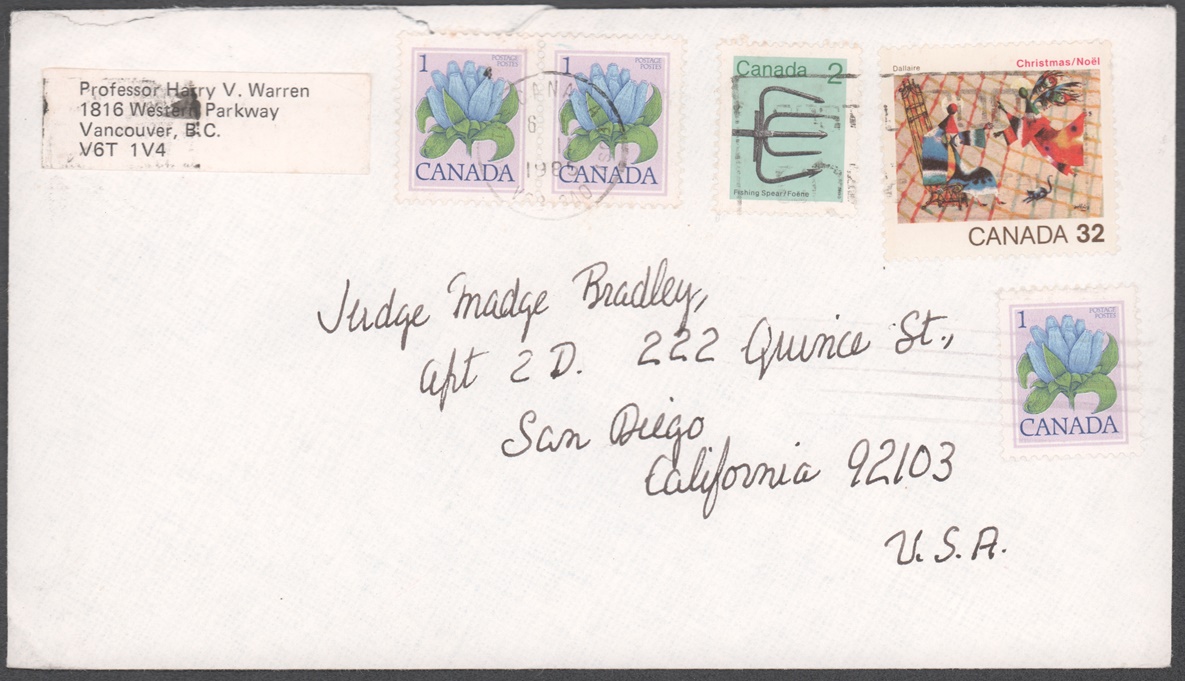 Professor Harry V. Warren
1816 Western Parkway
Vancouver, B.C.
V6T 1V4
1
POSTAGE
POSTES
CANADA
1
POSTAGE
POSTES
CANADA
1985
Canada 2
Fishing Spear/Foëne
Dallaire
Christmas/Noël
CANADA 32
1
POSTAGE
POSTES
CANADA
Judge Madge Bradley,
Apt 2D. 222 Quince St.,
San Diego
California 92103
U.S.A.